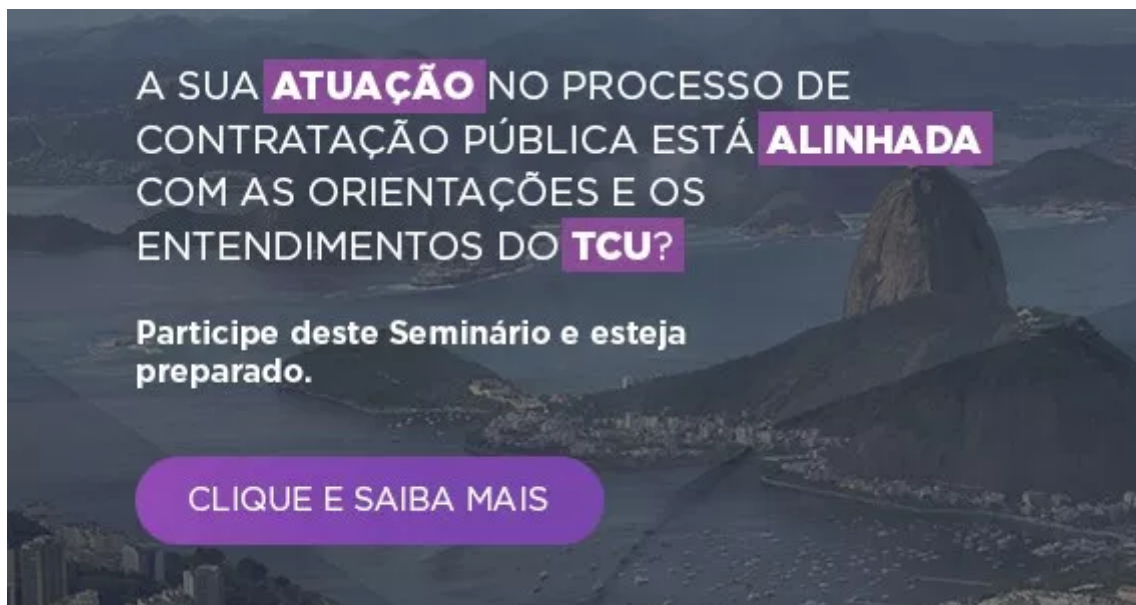 A SUA ATUAÇÃO NO PROCESSO DE
CONTRATAÇÃO PÚBLICA ESTÁ ALINHADA
COM AS ORIENTAÇÕES E OS
ENTENDIMENTOS DO TCU?
Participe deste Seminário e esteja
preparado.
CLIQUE E SAIBA MAIS